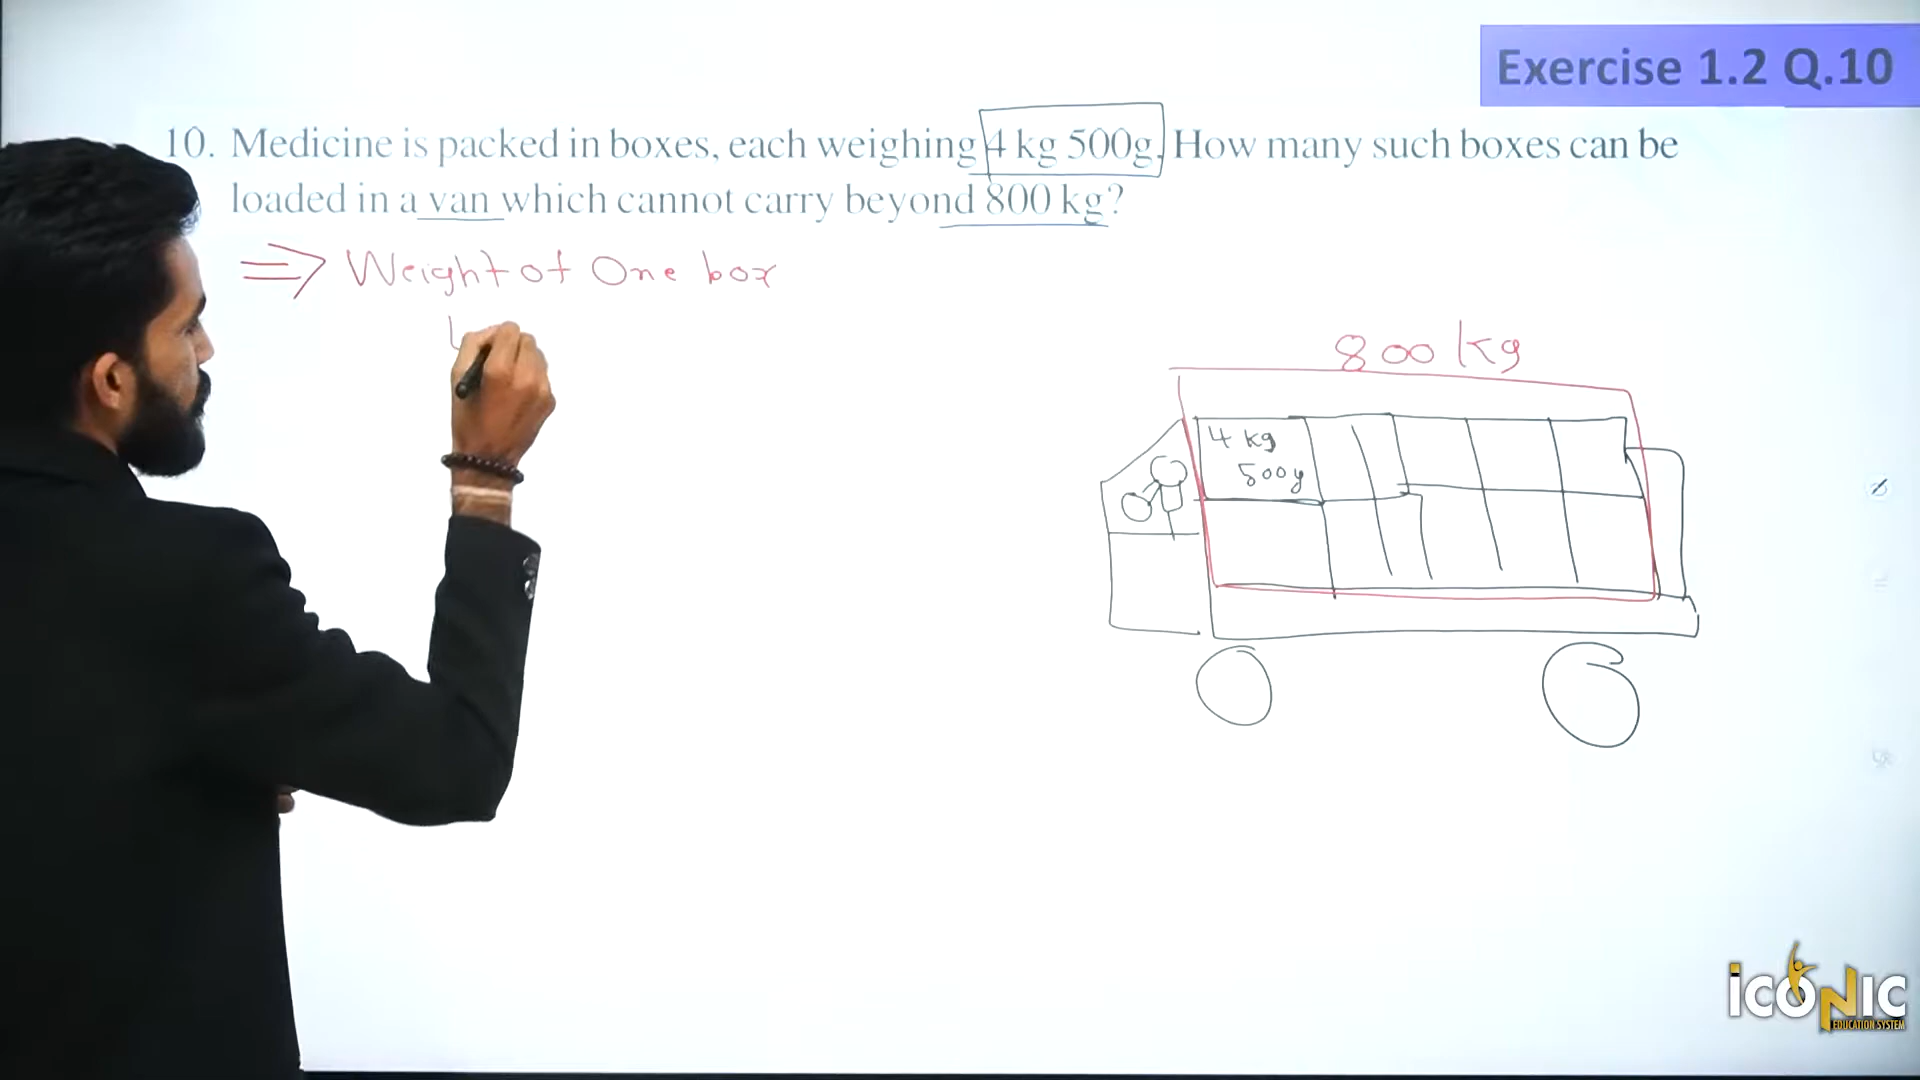 Exercise 1.2 Q.10
10. Medicine is packed in boxes, each weighing 4 kg 500g. How many such boxes can be
loaded in a van which cannot carry beyond 800 kg?
⇒ Weight of One box
800 kg
4 kg
500g
iCONIC
EDUCATION SYSTEM